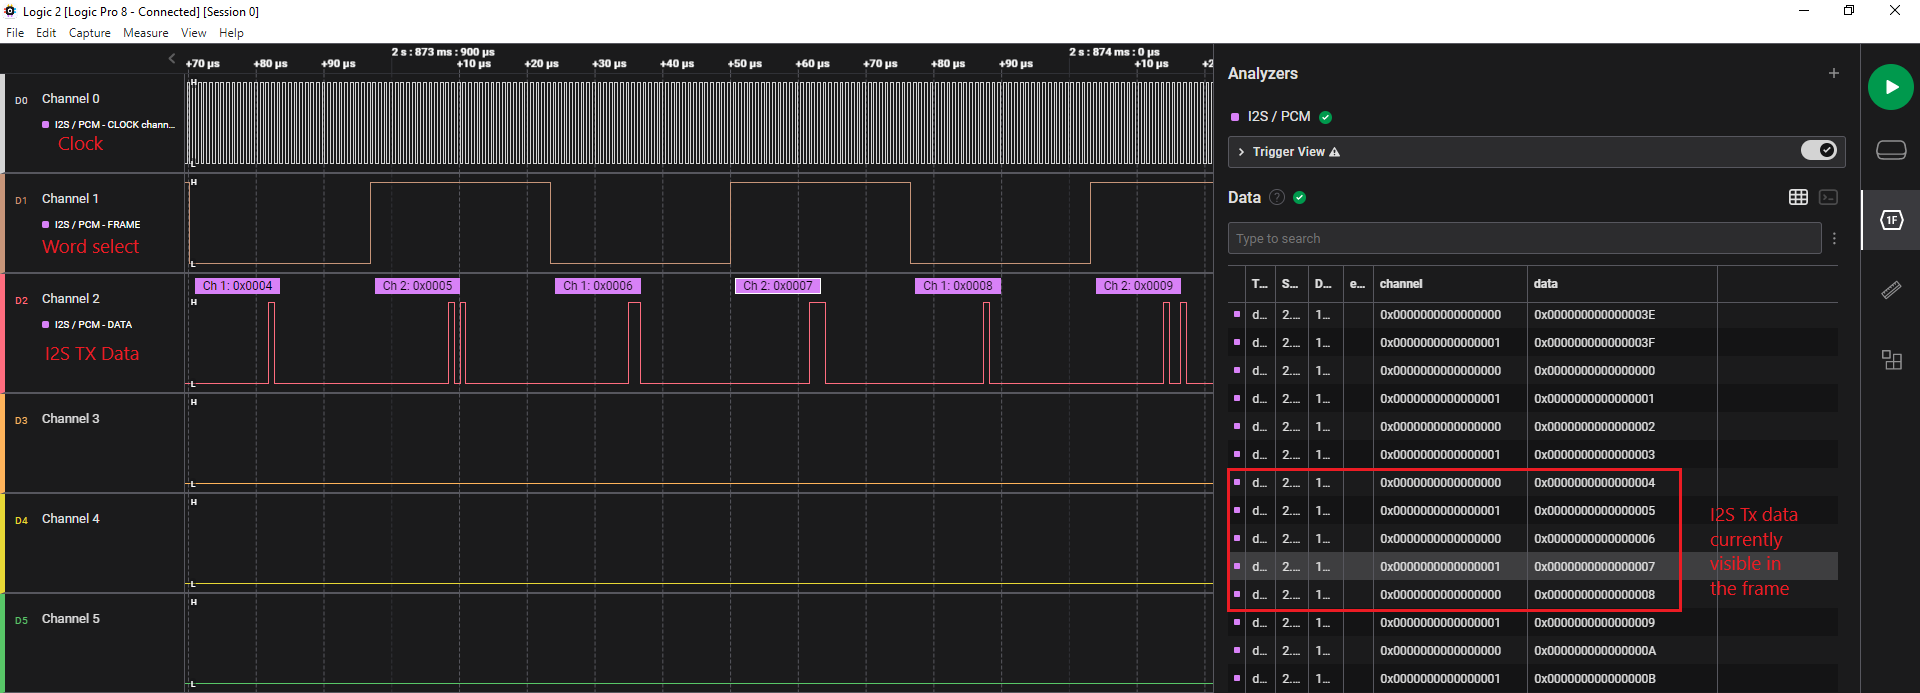 Logic 2 [Logic Pro 8 - Connected] [Session 0]
File Edit Capture Measure View Help
2 s : 873 ms : 900 µs 2 s : 874 ms : 0 µs
+70 µs +80 µs +90 µs +10 µs +20 µs +30 µs +40 µs +50 µs +60 µs +70 µs +80 µs +90 µs +10 µs +2
D0 Channel 0
I2S / PCM - CLOCK chann...
Clock
H
L
D1 Channel 1
I2S / PCM - FRAME
Word select
H
L
D2 Channel 2
I2S / PCM - DATA
I2S TX Data
Ch 1: 0x0004 Ch 2: 0x0005 Ch 1: 0x0006 Ch 2: 0x0007 Ch 1: 0x0008 Ch 2: 0x0009
H
L
D3 Channel 3
H
L
D4 Channel 4
H
L
D5 Channel 5
H
L
Analyzers
I2S / PCM
Trigger View
Data ?
Type to search
T... S... D... e... channel data
d... 2.... 1... 0x0000000000000000 0x000000000000003E
d... 2.... 1... 0x0000000000000001 0x000000000000003F
d... 2.... 1... 0x0000000000000000 0x0000000000000000
d... 2.... 1... 0x0000000000000001 0x0000000000000001
d... 2.... 1... 0x0000000000000000 0x0000000000000002
d... 2.... 1... 0x0000000000000001 0x0000000000000003
d... 2.... 1... 0x0000000000000000 0x0000000000000004
d... 2.... 1... 0x0000000000000001 0x0000000000000005
d... 2.... 1... 0x0000000000000000 0x0000000000000006
d... 2.... 1... 0x0000000000000001 0x0000000000000007
d... 2.... 1... 0x0000000000000000 0x0000000000000008
d... 2.... 1... 0x0000000000000001 0x0000000000000009
d... 2.... 1... 0x0000000000000000 0x000000000000000A
d... 2.... 1... 0x0000000000000001 0x000000000000000B
I2S Tx data
currently
visible in
the frame
1F